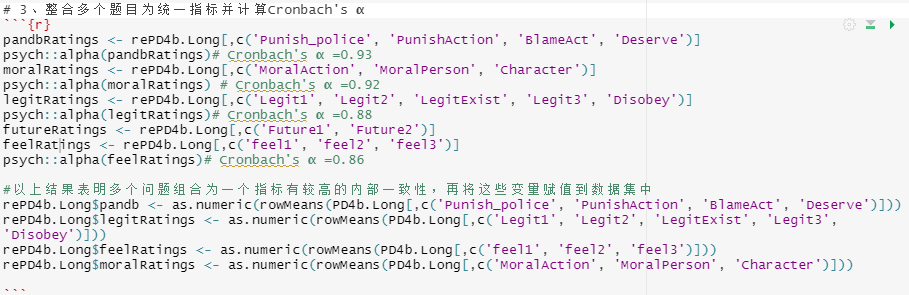 # 3、整合多个题目为统一指标并计算Cronbach's α
```{r}
pandbRatings <- rePD4b.Long[,c('Punish_police', 'PunishAction', 'BlameAct', 'Deserve')]
psych::alpha(pandbRatings)# Cronbach's α =0.93
moralRatings <- rePD4b.Long[,c('MoralAction', 'MoralPerson', 'Character')]
psych::alpha(moralRatings) # Cronbach's α =0.92
legitRatings <- rePD4b.Long[,c('Legit1', 'Legit2', 'LegitExist', 'Legit3', 'Disobey')]
psych::alpha(legitRatings)# Cronbach's α =0.88
futureRatings <- rePD4b.Long[,c('Future1', 'Future2')]
feelRatings <- rePD4b.Long[,c('feel1', 'feel2', 'feel3')]
psych::alpha(feelRatings)# Cronbach's α =0.86
#以上结果表明多个问题组合为一个指标有较高的内部一致性，再将这些变量赋值到数据集中
rePD4b.Long$pandb <- as.numeric(rowMeans(PD4b.Long[,c('Punish_police', 'PunishAction', 'BlameAct', 'Deserve')]))
rePD4b.Long$legitRatings <- as.numeric(rowMeans(PD4b.Long[,c('Legit1', 'Legit2', 'LegitExist', 'Legit3',
'Disobey')]))
rePD4b.Long$feelRatings <- as.numeric(rowMeans(PD4b.Long[,c('feel1', 'feel2', 'feel3')]))
rePD4b.Long$moralRatings <- as.numeric(rowMeans(PD4b.Long[,c('MoralAction', 'MoralPerson', 'Character')]))
```